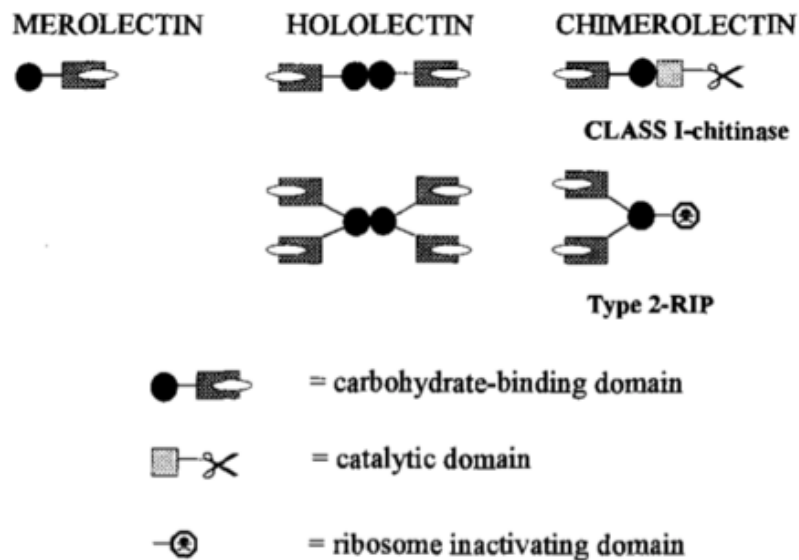 MEROLECTIN HOLOLECTIN CHIMEROLECTIN
CLASS I-chitinase
Type 2-RIP
= carbohydrate-binding domain
= catalytic domain
= ribosome inactivating domain